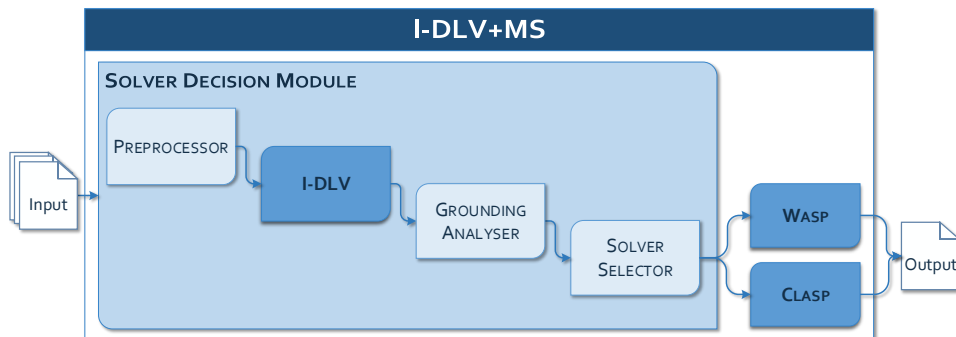 I-DLV+MS
SOLVER DECISION MODULE
PREPROCESSOR
I-DLV
GROUNDING
ANALYSER
SOLVER
SELECTOR
WASP
CLASP
Input
Output